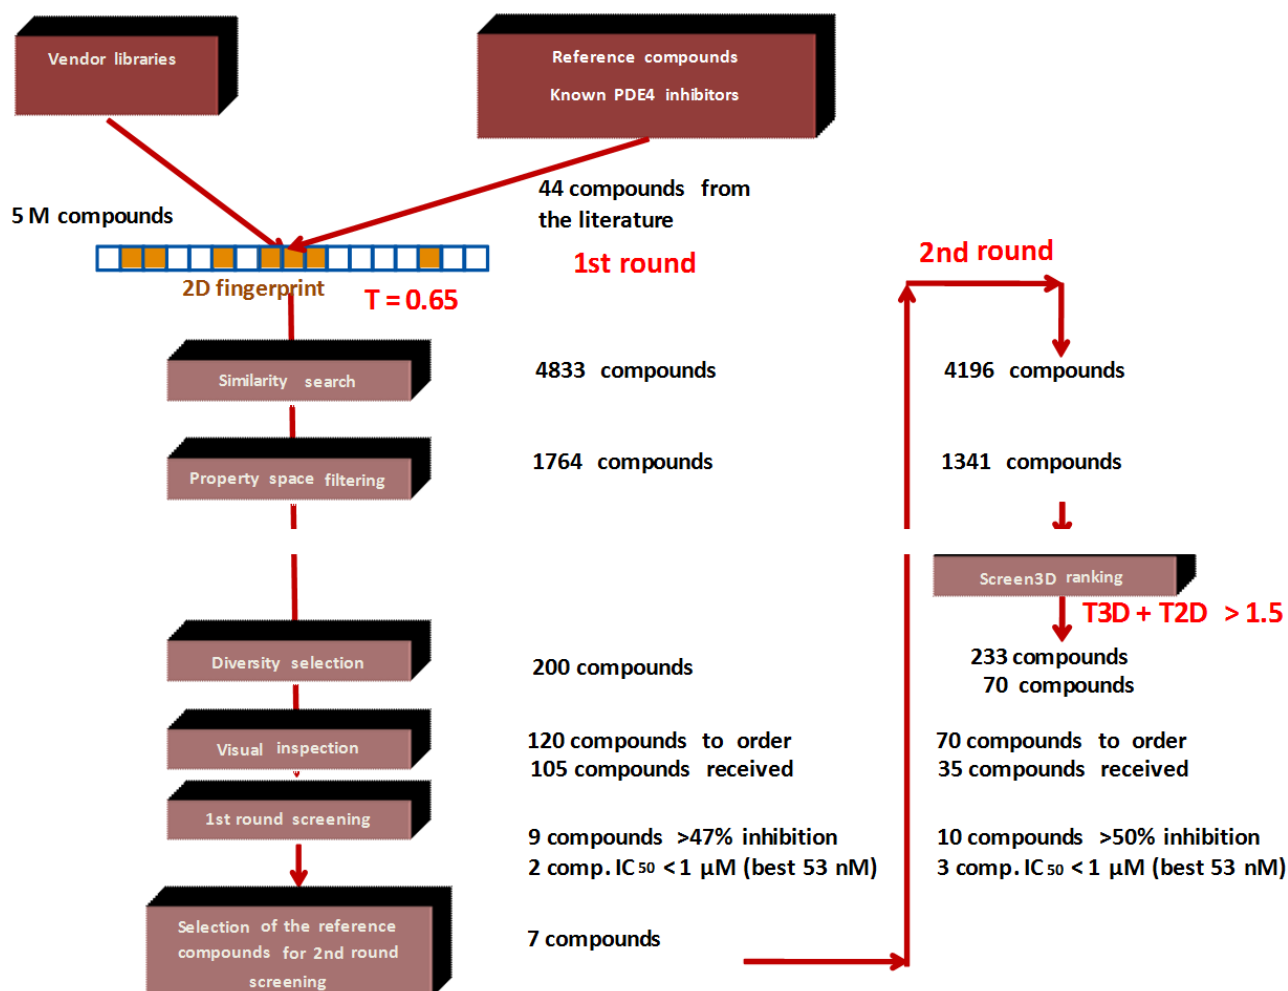 Vendor libraries
Reference compounds
Known PDE4 inhibitors
5 M compounds
44 compounds from
the literature
2D fingerprint
T = 0.65
1st round
2nd round
Similarity search
4833 compounds
4196 compounds
Property space filtering
1764 compounds
1341 compounds
Screen3D ranking
T3D + T2D > 1.5
Diversity selection
200 compounds
233 compounds
70 compounds
Visual inspection
120 compounds to order
105 compounds received
70 compounds to order
35 compounds received
1st round screening
9 compounds >47% inhibition
2 comp. IC50 < 1 µM (best 53 nM)
10 compounds >50% inhibition
3 comp. IC50 < 1 µM (best 53 nM)
Selection of the reference
compounds for 2nd round
screening
7 compounds